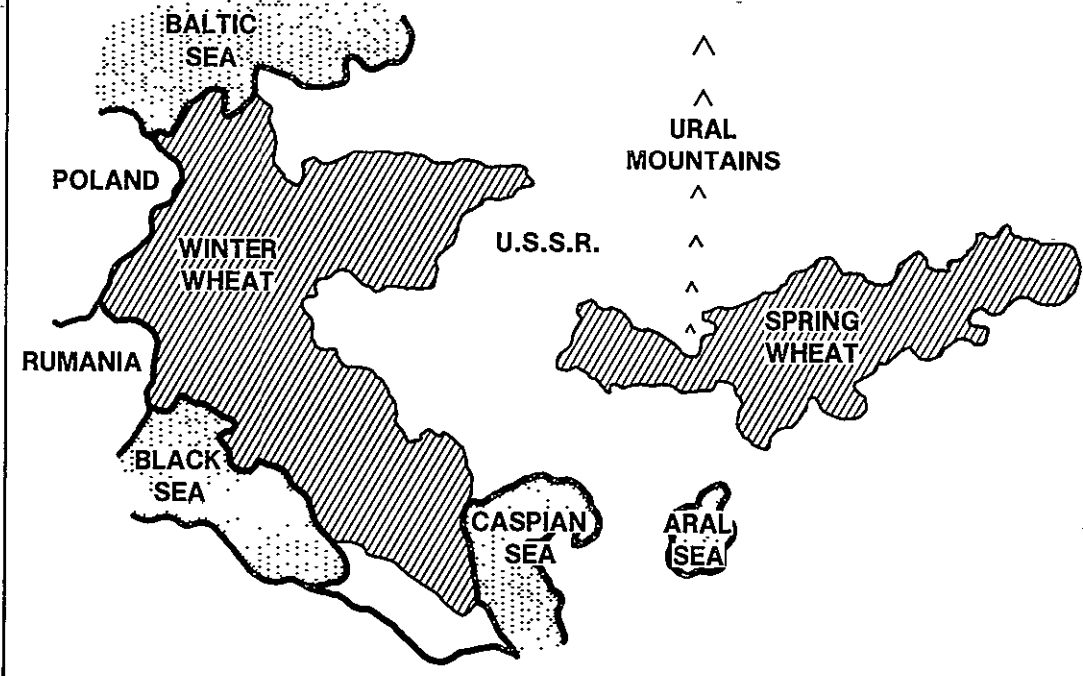 BALTIC
SEA
URAL
MOUNTAINS
POLAND
WINTER
WHEAT
U.S.S.R.
SPRING
WHEAT
RUMANIA
BLACK
SEA
CASPIAN
SEA
ARAL
SEA